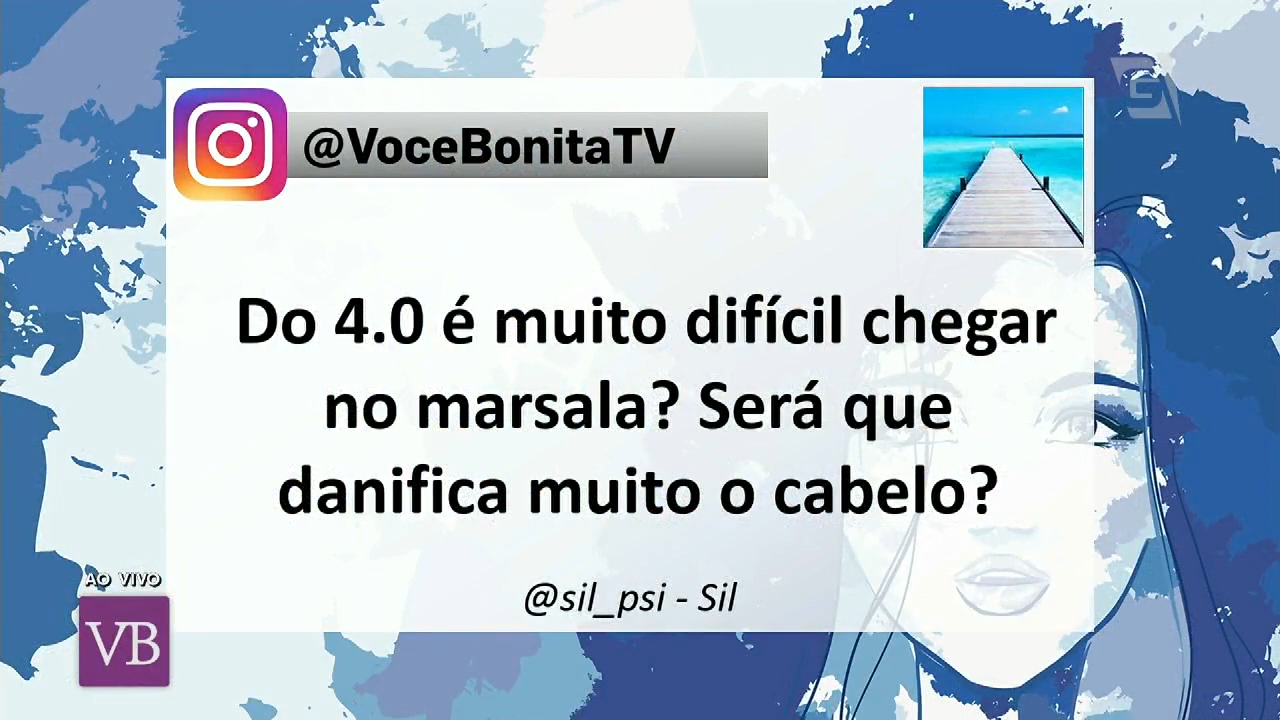 @VoceBonitaTV
Do 4.0 é muito difícil chegar
no marsala? Será que
danifica muito o cabelo?
@sil_psi - Sil
AO VIVO
VB